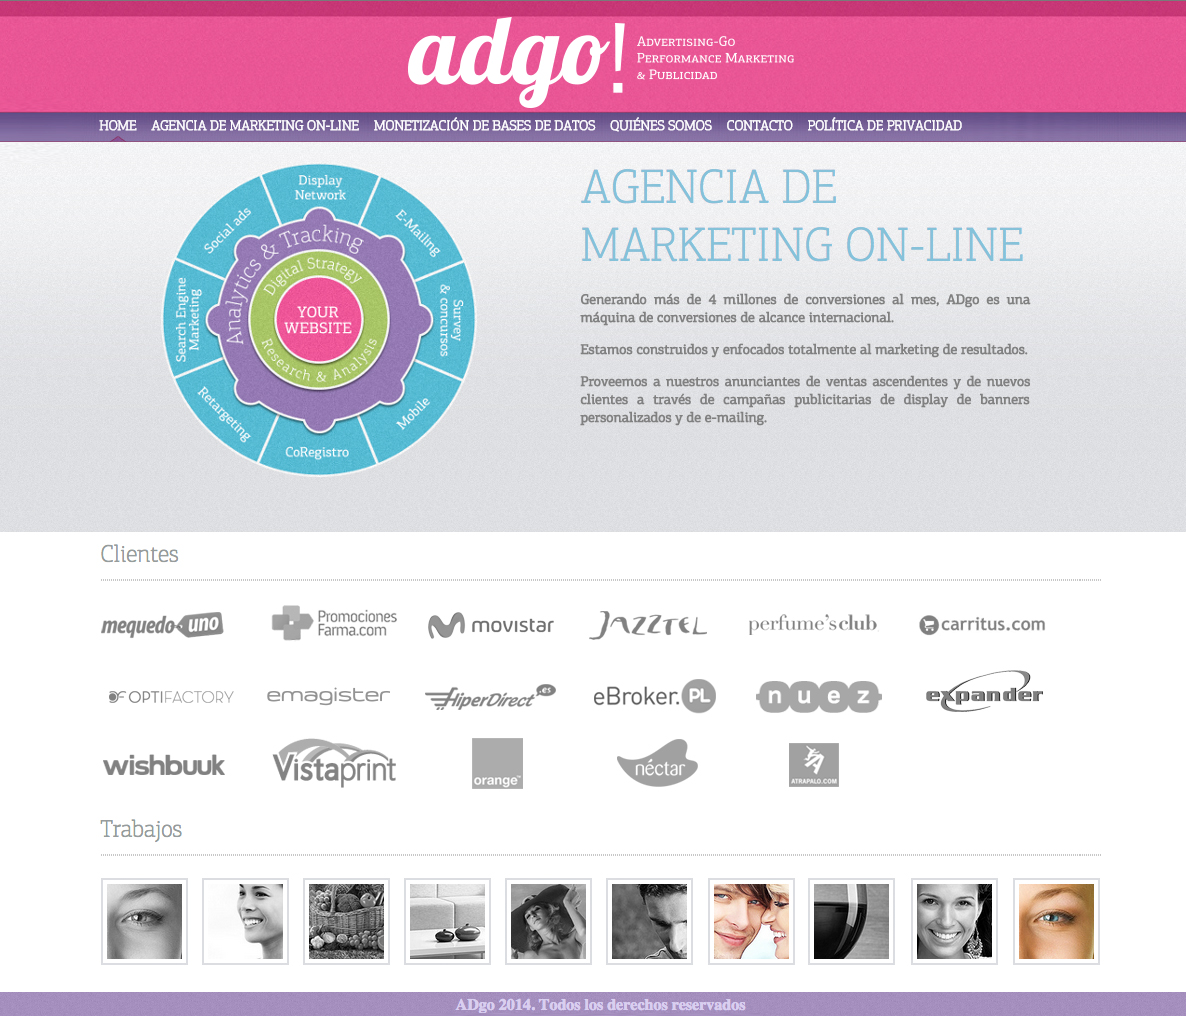 adgo!
Advertising-Go
Performance Marketing
& Publicidad
HOME AGENCIA DE MARKETING ON-LINE MONETIZACIÓN DE BASES DE DATOS QUIÉNES SOMOS CONTACTO POLÍTICA DE PRIVACIDAD
Display
Network
E-Mailing
Survey
& concursos
Mobile
CoRegistro
Retargeting
Search Engine
Marketing
Social ads
Analytics & Tracking
Digital Strategy
Research & Analysis
YOUR
WEBSITE
AGENCIA DE
MARKETING ON-LINE
Generando más de 4 millones de conversiones al mes, ADgo es una
máquina de conversiones de alcance internacional.
Estamos construidos y enfocados totalmente al marketing de resultados.
Proveemos a nuestros anunciantes de ventas ascendentes y de nuevos
clientes a través de campañas publicitarias de display de banners
personalizados y de e-mailing.
Clientes
mequedouno
Promociones
Farma.com
movistar
JAZZTEL
perfume's club
carritus.com
OPTIFACTORY
emagister
HiperDirect.es
eBroker.PL
nuez
expander
wishbuuk
Vistaprint
orange™
néctar
ATRAPALO.COM
Trabajos
ADgo 2014. Todos los derechos reservados